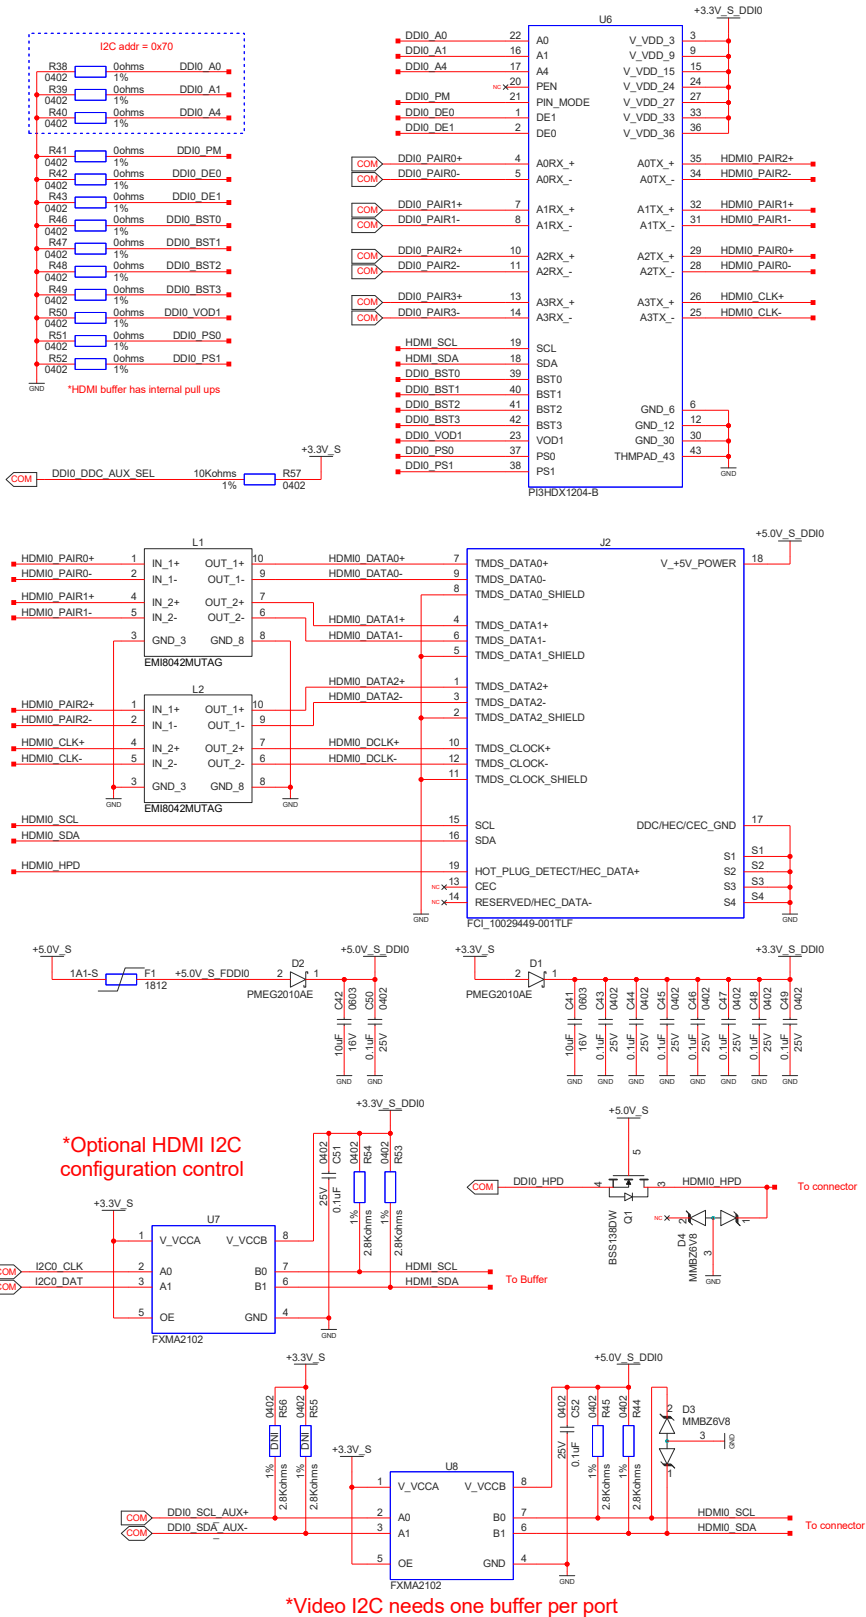 I2C addr = 0x70
R38 0ohms DDI0_A0
0402 1%
R39 0ohms DDI0_A1
0402 1%
R40 0ohms DDI0_A4
0402 1%
R41 0ohms DDI0_PM
0402 1%
R42 0ohms DDI0_DE0
0402 1%
R43 0ohms DDI0_DE1
0402 1%
R46 0ohms DDI0_BST0
0402 1%
R47 0ohms DDI0_BST1
0402 1%
R48 0ohms DDI0_BST2
0402 1%
R49 0ohms DDI0_BST3
0402 1%
R50 0ohms DDI0_VOD1
0402 1%
R51 0ohms DDI0_PS0
0402 1%
R52 0ohms DDI0_PS1
0402 1%
GND
*HDMI buffer has internal pull ups
+3.3V_S
COM DDI0_DDC_AUX_SEL 10Kohms R57
1% 0402
+3.3V_S_DDI0
U6
DDI0_A0 22 A0 V_VDD_3 3
DDI0_A1 16 A1 V_VDD_9 9
DDI0_A4 17 A4 V_VDD_15 15
NC 20 PEN V_VDD_24 24
DDI0_PM 21 PIN_MODE V_VDD_27 27
DDI0_DE0 1 DE1 V_VDD_33 33
DDI0_DE1 2 DE0 V_VDD_36 36
COM DDI0_PAIR0+ 4 A0RX_+ A0TX_+ 35 HDMI0_PAIR2+
COM DDI0_PAIR0- 5 A0RX_- A0TX_- 34 HDMI0_PAIR2-
COM DDI0_PAIR1+ 7 A1RX_+ A1TX_+ 32 HDMI0_PAIR1+
COM DDI0_PAIR1- 8 A1RX_- A1TX_- 31 HDMI0_PAIR1-
COM DDI0_PAIR2+ 10 A2RX_+ A2TX_+ 29 HDMI0_PAIR0+
COM DDI0_PAIR2- 11 A2RX_- A2TX_- 28 HDMI0_PAIR0-
COM DDI0_PAIR3+ 13 A3RX_+ A3TX_+ 26 HDMI0_CLK+
COM DDI0_PAIR3- 14 A3RX_- A3TX_- 25 HDMI0_CLK-
HDMI_SCL 19 SCL
HDMI_SDA 18 SDA
DDI0_BST0 39 BST0
DDI0_BST1 40 BST1
DDI0_BST2 41 BST2 GND_6 6
DDI0_BST3 42 BST3 GND_12 12
DDI0_VOD1 23 VOD1 GND_30 30
DDI0_PS0 37 PS0 THMPAD_43 43
DDI0_PS1 38 PS1 GND
PI3HDX1204-B
L1
HDMI0_PAIR0+ 1 IN_1+ OUT_1+ 10 HDMI0_DATA0+
HDMI0_PAIR0- 2 IN_1- OUT_1- 9 HDMI0_DATA0-
HDMI0_PAIR1+ 4 IN_2+ OUT_2+ 7 HDMI0_DATA1+
HDMI0_PAIR1- 5 IN_2- OUT_2- 6 HDMI0_DATA1-
3 GND_3 GND_8 8
EMI8042MUTAG
L2
HDMI0_PAIR2+ 1 IN_1+ OUT_1+ 10 HDMI0_DATA2+
HDMI0_PAIR2- 2 IN_1- OUT_1- 9 HDMI0_DATA2-
HDMI0_CLK+ 4 IN_2+ OUT_2+ 7 HDMI0_DCLK+
HDMI0_CLK- 5 IN_2- OUT_2- 6 HDMI0_DCLK-
3 GND_3 GND_8 8
GND GND
EMI8042MUTAG
HDMI0_SCL
HDMI0_SDA
HDMI0_HPD
J2
+5.0V_S_DDI0
7 TMDS_DATA0+ V_+5V_POWER 18
9 TMDS_DATA0-
8 TMDS_DATA0_SHIELD
4 TMDS_DATA1+
6 TMDS_DATA1-
5 TMDS_DATA1_SHIELD
1 TMDS_DATA2+
3 TMDS_DATA2-
2 TMDS_DATA2_SHIELD
10 TMDS_CLOCK+
12 TMDS_CLOCK-
11 TMDS_CLOCK_SHIELD
15 SCL DDC/HEC/CEC_GND 17
16 SDA
S1 S1
S2 S2
19 HOT_PLUG_DETECT/HEC_DATA+
NC 13 CEC S3 S3
NC 14 RESERVED/HEC_DATA- S4 S4
GND GND
FCI_10029449-001TLF
+5.0V_S
1A1-S F1
1812
+5.0V_S_FDDI0
D2
2 1
PMEG2010AE
+5.0V_S_DDI0
C42 0603
10uF 16V
C50 0402
0.1uF 25V
GND GND
+3.3V_S
D1
2 1
PMEG2010AE
+3.3V_S_DDI0
C41 0603
10uF 16V
C43 0402
0.1uF 25V
C44 0402
0.1uF 25V
C45 0402
0.1uF 25V
C46 0402
0.1uF 25V
C47 0402
0.1uF 25V
C48 0402
0.1uF 25V
C49 0402
0.1uF 25V
GND GND GND GND GND GND GND GND
*Optional HDMI I2C
configuration control
+3.3V_S_DDI0
0402 C51
25V 0.1uF
0402 R54
1% 2.8Kohms
0402 R53
1% 2.8Kohms
+3.3V_S
U7
1 V_VCCA V_VCCB 8
COM I2C0_CLK 2 A0 B0 7 HDMI_SCL
COM I2C0_DAT 3 A1 B1 6 HDMI_SDA
To Buffer
5 OE GND 4
GND
FXMA2102
+5.0V_S
5
COM DDI0_HPD 4 3 HDMI0_HPD
To connector
BSS138DW Q1
NC 2 1
D4
MMBZ6V8
3
GND
+3.3V_S
0402 R56
DNI
1% 2.8Kohms
0402 R55
DNI
1% 2.8Kohms
+3.3V_S
+5.0V_S_DDI0
0402 C52
25V 0.1uF
0402 R45
1% 2.8Kohms
0402 R44
1% 2.8Kohms
D3
MMBZ6V8
2
3 GND
1
U8
1 V_VCCA V_VCCB 8
COM DDI0_SCL_AUX+ 2 A0 B0 7 HDMI0_SCL
COM DDI0_SDA_AUX- 3 A1 B1 6 HDMI0_SDA
To connector
5 OE GND 4
GND
FXMA2102
*Video I2C needs one buffer per port